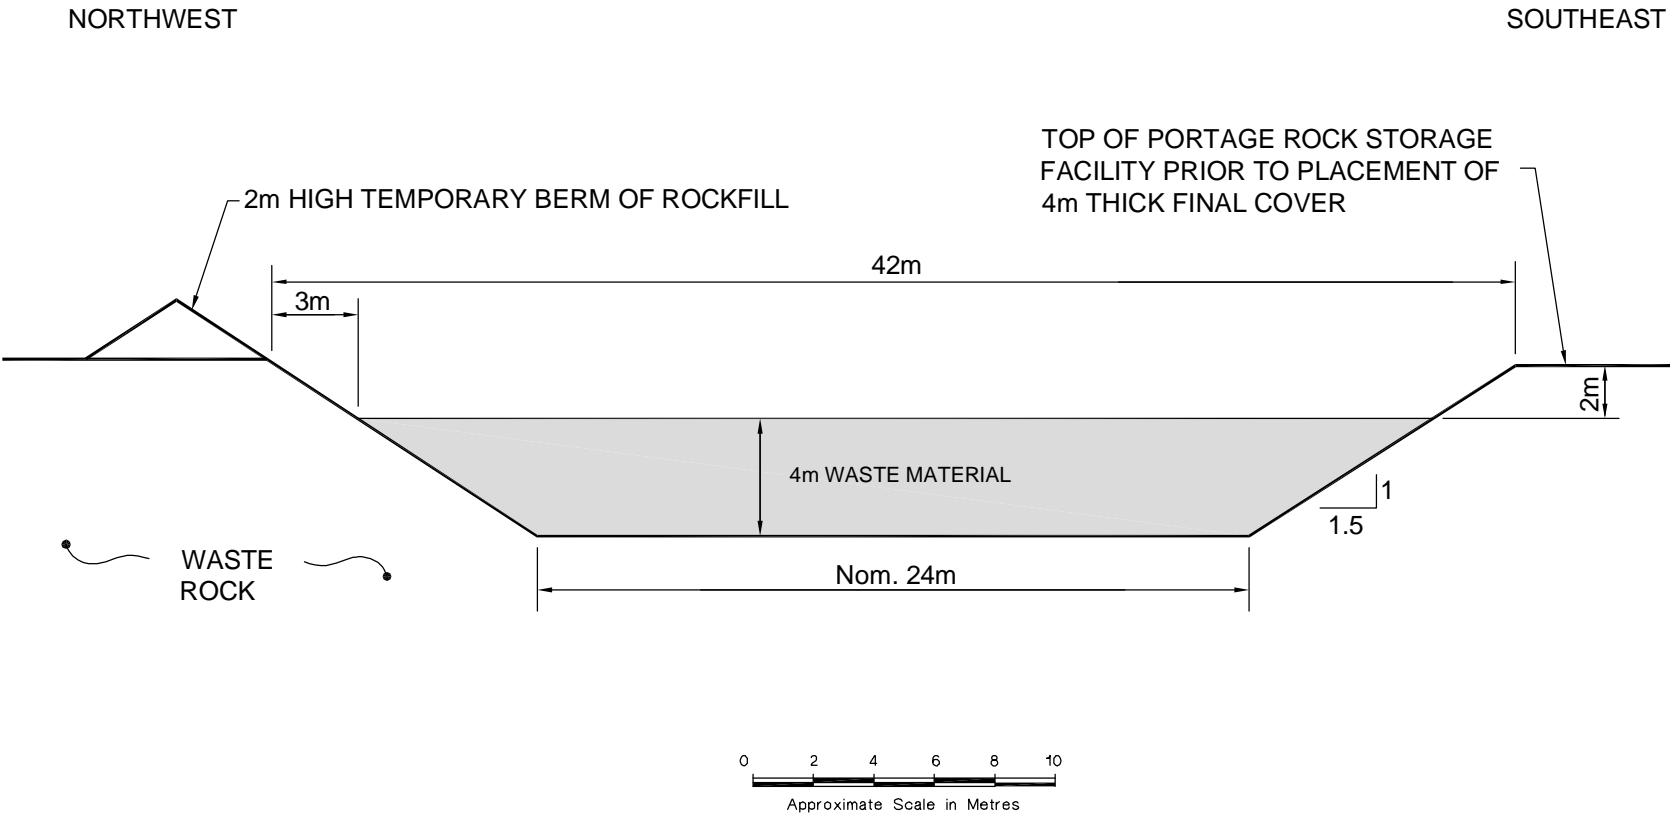 NORTHWEST
SOUTHEAST
TOP OF PORTAGE ROCK STORAGE
FACILITY PRIOR TO PLACEMENT OF
4m THICK FINAL COVER
2m HIGH TEMPORARY BERM OF ROCKFILL
42m
3m
2m
4m WASTE MATERIAL
1
1.5
WASTE
ROCK
Nom. 24m
0 2 4 6 8 10
Approximate Scale in Metres